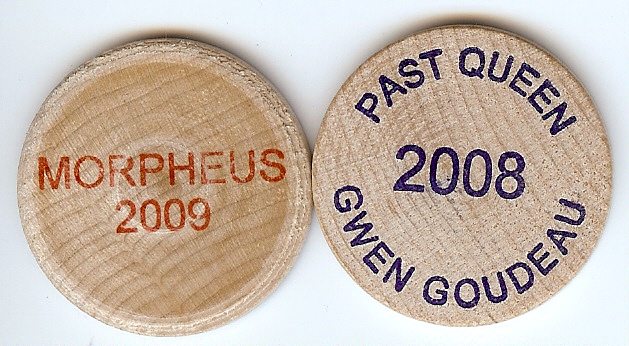 MORPHEUS
2009
PAST QUEEN
2008
GWEN GOUDEAU